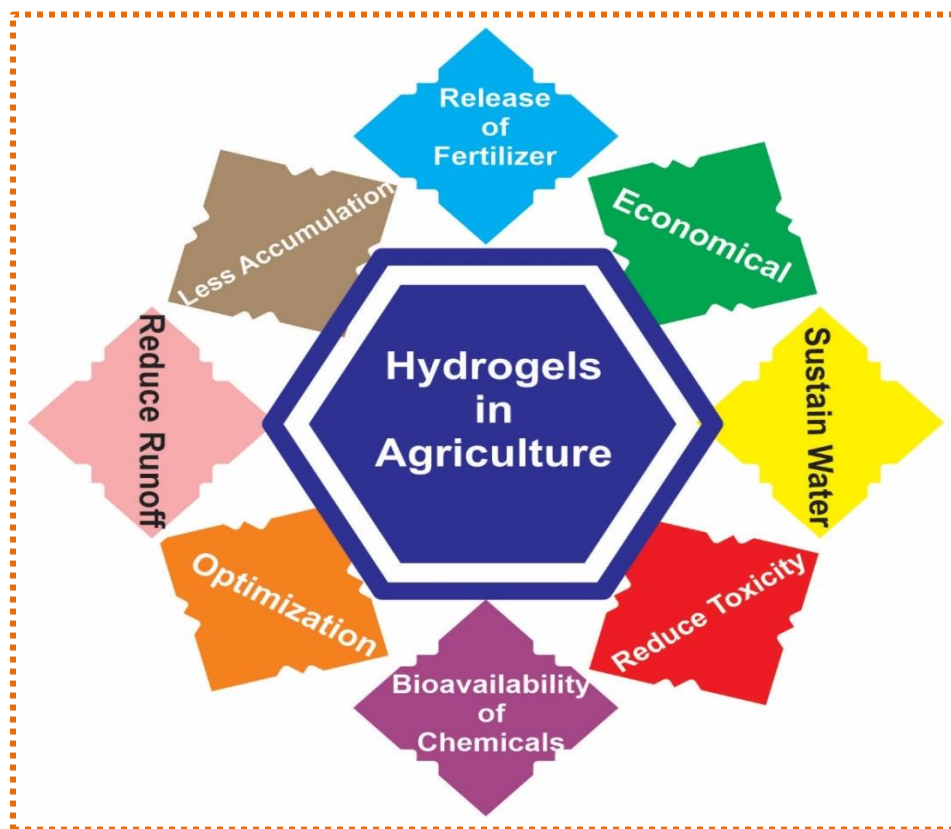 Release
of
Fertilizer
Economical
Sustain Water
Reduce Toxicity
Bioavailability
of
Chemicals
Optimization
Reduce Runoff
Less Accumulation
Hydrogels
in
Agriculture